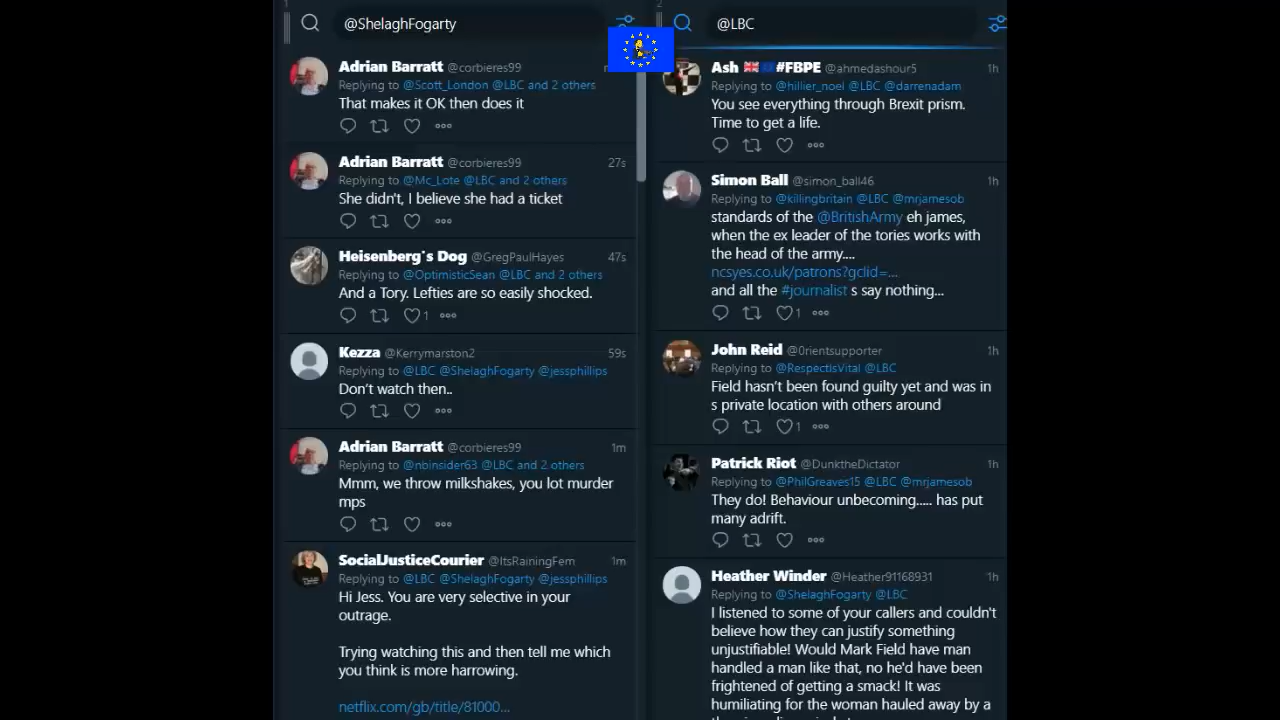 1
@ShelaghFogarty
Adrian Barratt @corbieres99
Replying to @Scott_London @LBC and 2 others
That makes it OK then does it
Adrian Barratt @corbieres99 27s
Replying to @Mc_Lote @LBC and 2 others
She didn't, I believe she had a ticket
Heisenberg's Dog @GregPaulHayes 47s
Replying to @OptimisticSean @LBC and 2 others
And a Tory. Lefties are so easily shocked.
1
Kezza @Kerrymarston2 59s
Replying to @LBC @ShelaghFogarty @jessphillips
Don't watch then..
Adrian Barratt @corbieres99 1m
Replying to @nbinsider63 @LBC and 2 others
Mmm, we throw milkshakes, you lot murder
mps
SocialJusticeCourier @ItsRainingFem 1m
Replying to @LBC @ShelaghFogarty @jessphillips
Hi Jess. You are very selective in your
outrage.
Trying watching this and then tell me which
you think is more harrowing.
netflix.com/gb/title/81000...
2
@LBC
Ash 🇬🇧🇪🇺#FBPE @ahmedashour5 1h
Replying to @hillier_noel @LBC @darrenadam
You see everything through Brexit prism.
Time to get a life.
Simon Ball @simon_ball46 1h
Replying to @killingbritain @LBC @mrjamesob
standards of the @BritishArmy eh james,
when the ex leader of the tories works with
the head of the army....
ncsyes.co.uk/patrons?gclid=...
and all the #journalist s say nothing...
1
John Reid @0rientsupporter 1h
Replying to @RespectIsVital @LBC
Field hasn't been found guilty yet and was in
s private location with others around
1
Patrick Riot @DunktheDictator 1h
Replying to @PhilGreaves15 @LBC @mrjamesob
They do! Behaviour unbecoming..... has put
many adrift.
Heather Winder @Heather91168931 1h
Replying to @ShelaghFogarty @LBC
I listened to some of your callers and couldn't
believe how they can justify something
unjustifiable! Would Mark Field have man
handled a man like that, no he'd have been
frightened of getting a smack! It was
humiliating for the woman hauled away by a